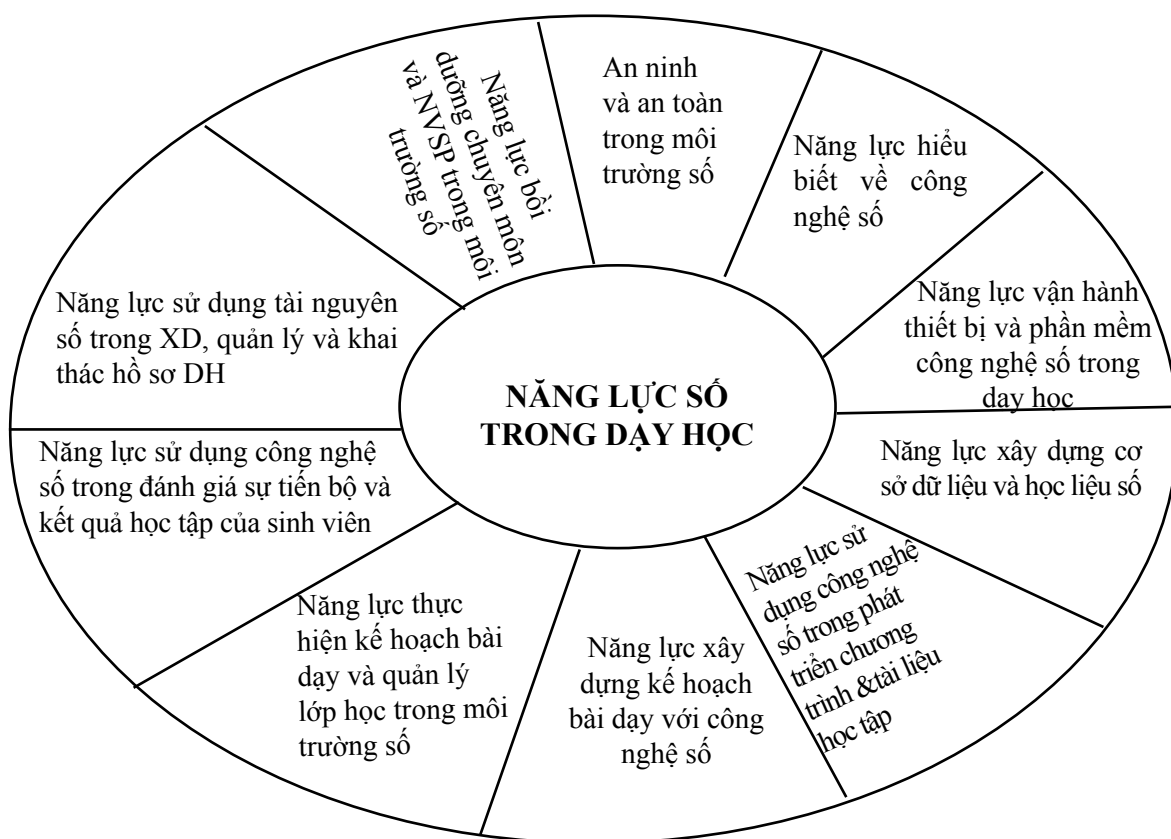 An ninh
và an toàn
trong môi
trường số
Năng lực hiểu
biết về công
nghệ số
Năng lực vận hành
thiết bị và phần mềm
công nghệ số trong
dạy học
Năng lực xây dựng cơ
sở dữ liệu và học liệu số
Năng lực sử
dụng công nghệ
số trong phát
triển chương
trình &tài liệu
học tập
Năng lực xây
dựng kế hoạch
bài dạy với công
nghệ số
Năng lực thực
hiện kế hoạch bài
dạy và quản lý
lớp học trong môi
trường số
Năng lực sử dụng công nghệ
số trong đánh giá sự tiến bộ và
kết quả học tập của sinh viên
Năng lực sử dụng tài nguyên
số trong XD, quản lý và khai
thác hồ sơ DH
Năng lực bồi
dưỡng chuyên môn
và NVSP trong môi
trường số
NĂNG LỰC SỐ
TRONG DẠY HỌC